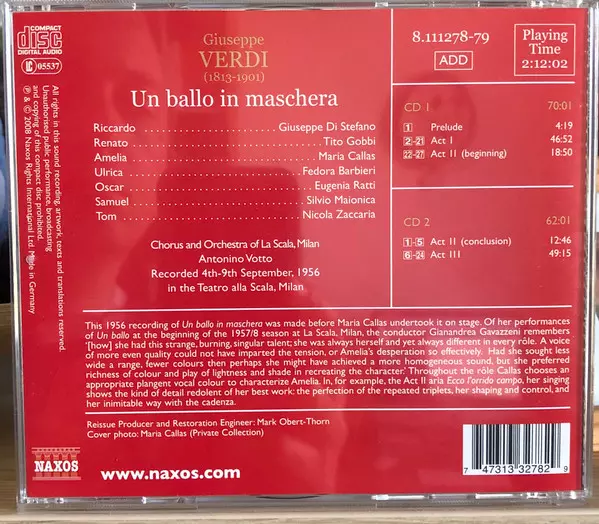 COMPACT
disc
DIGITAL AUDIO
LC 05537
Giuseppe
VERDI
(1813-1901)
Un ballo in maschera
8.111278-79
ADD
Playing
Time
2:12:02
Riccardo Giuseppe Di Stefano
Renato Tito Gobbi
Amelia Maria Callas
Ulrica Fedora Barbieri
Oscar Eugenia Ratti
Samuel Silvio Maionica
Tom Nicola Zaccaria
Chorus and Orchestra of La Scala, Milan
Antonino Votto
Recorded 4th-9th September, 1956
in the Teatro alla Scala, Milan
CD 1 70:01
1 Prelude 4:19
2-21 Act I 46:52
22-27 Act II (beginning) 18:50
CD 2 62:01
1-5 Act II (conclusion) 12:46
6-24 Act III 49:15
All rights in this sound recording, artwork, texts and translations reserved.
Unauthorised public performance, broadcasting
and copying of this compact disc prohibited.
℗ & © 2008 Naxos Rights International Ltd. Made in Germany
This 1956 recording of Un ballo in maschera was made before Maria Callas undertook it on stage. Of her performances
of Un ballo at the beginning of the 1957/8 season at La Scala, Milan, the conductor Gianandrea Gavazzeni remembers
'[how] she had this strange, burning, singular talent; she was always herself and yet always different in every rôle. A voice
of more even quality could not have imparted the tension, or Amelia's desperation so effectively. Had she sought less
wide a range, fewer colours then perhaps she might have achieved a more homogeneous sound, but she preferred
richness of colour and play of lightness and shade in recreating the character.' Throughout the rôle Callas chooses an
appropriate plangent vocal colour to characterize Amelia. In, for example, the Act II aria Ecco l'orrido campo, her singing
shows the kind of detail redolent of her best work: the perfection of the repeated triplets, her shaping and control, and
her inimitable way with the cadenza.
Reissue Producer and Restoration Engineer: Mark Obert-Thorn
Cover photo: Maria Callas (Private Collection)
NAXOS
www.naxos.com
7 47313 32782 9